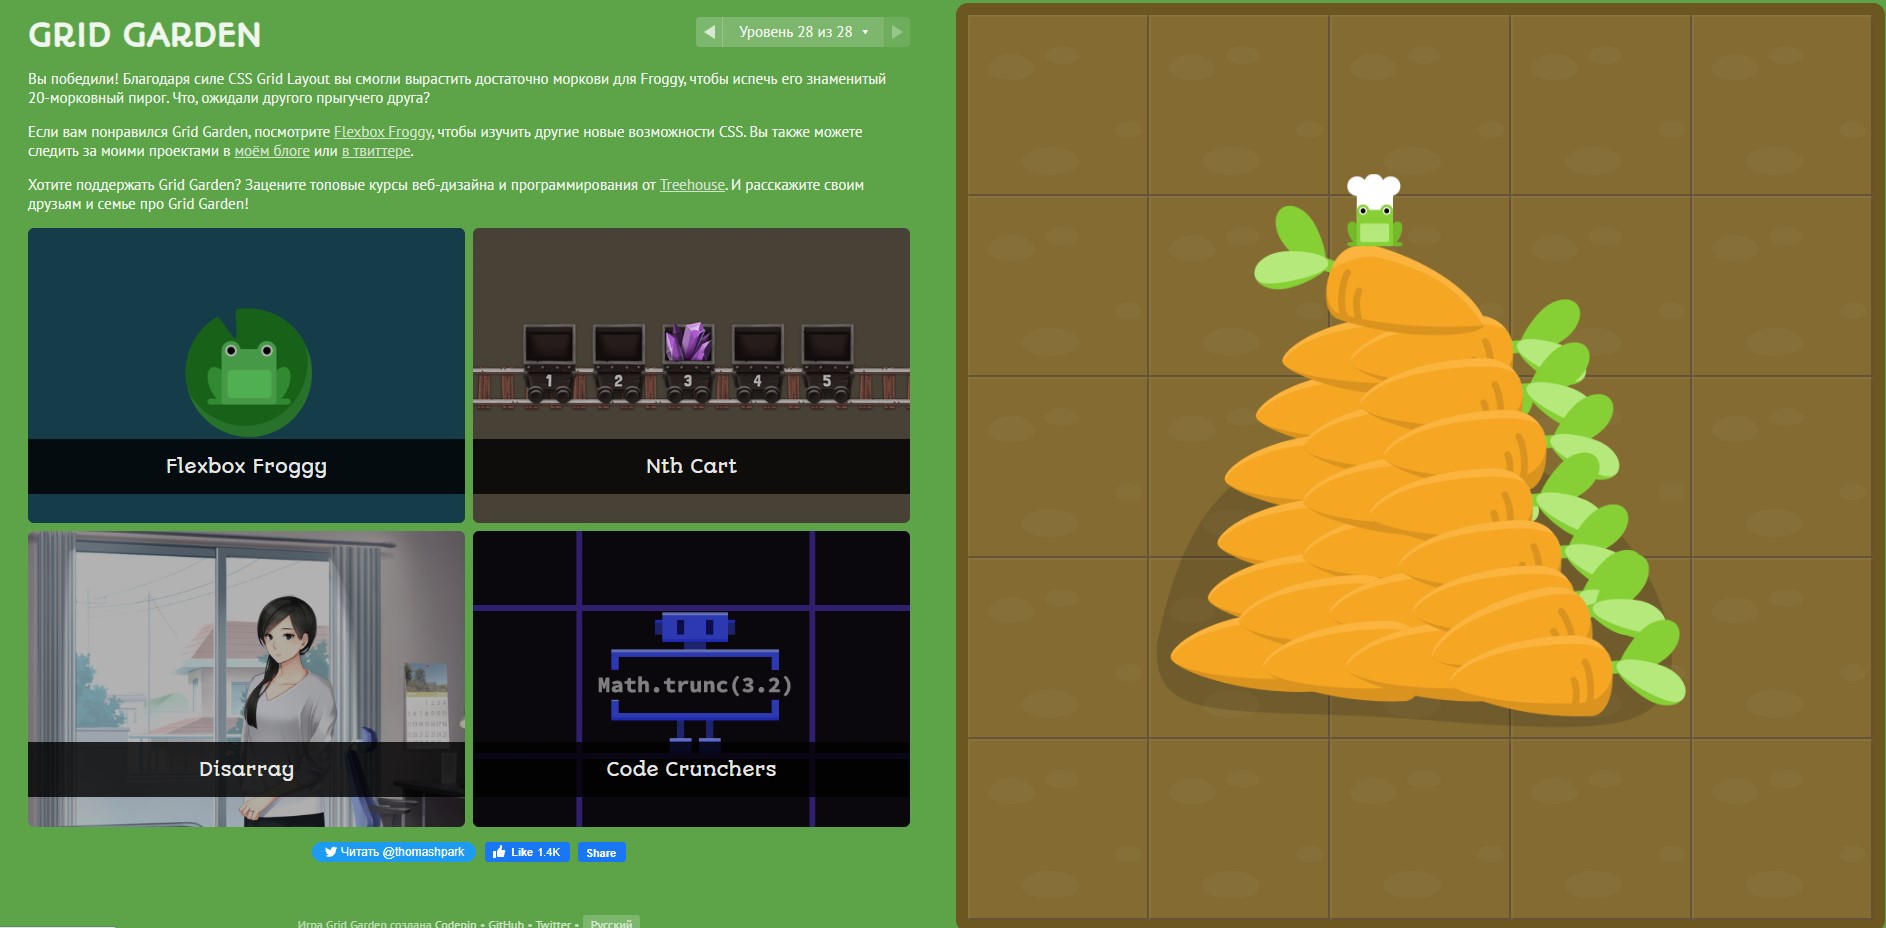 GRID GARDEN
Уровень 28 из 28
Вы победили! Благодаря силе CSS Grid Layout вы смогли вырастить достаточно моркови для Froggy, чтобы испечь его знаменитый
20-морковный пирог. Что, ожидали другого прыгучего друга?
Если вам понравился Grid Garden, посмотрите Flexbox Froggy, чтобы изучить другие новые возможности CSS. Вы также можете
следить за моими проектами в моём блоге или в твиттере.
Хотите поддержать Grid Garden? Зацените топовые курсы веб-дизайна и программирования от Treehouse. И расскажите своим
друзьям и семье про Grid Garden!
Flexbox Froggy
1 2 3 4 5
Nth Cart
Disarray
Math.trunc(3.2)
Code Crunchers
Читать @thomashpark
Like 1.4K
Share
Игра Grid Garden создана Codepip • GitHub • Twitter • Русский